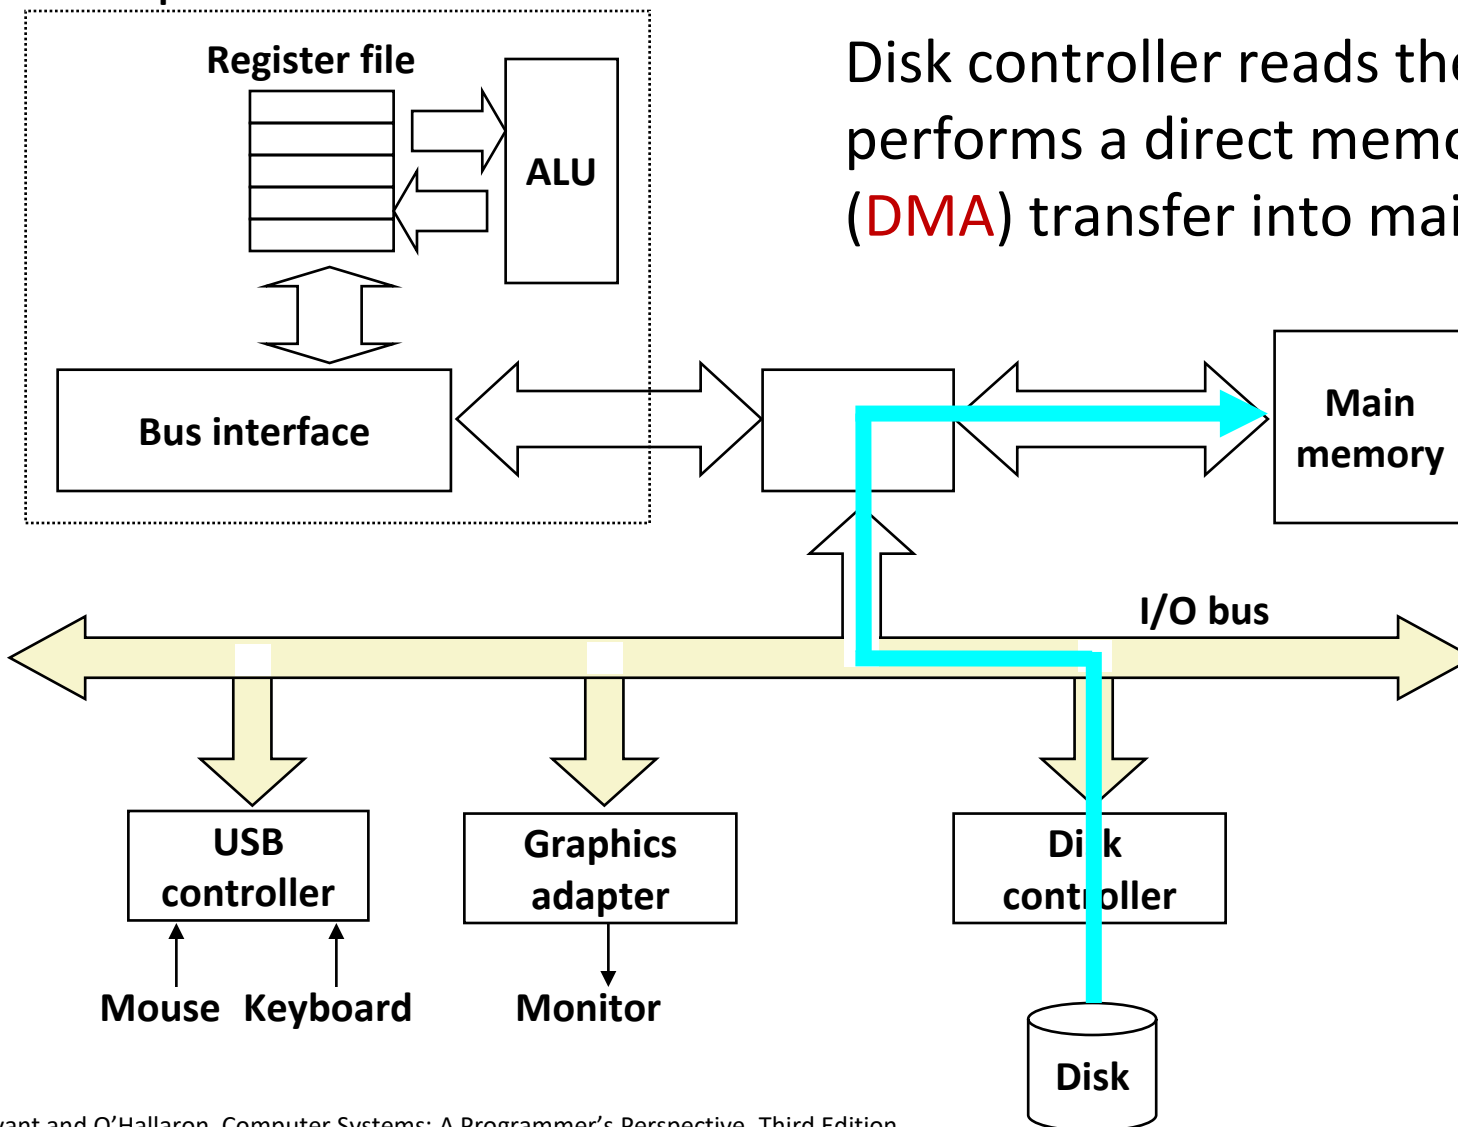 Register file
ALU
Disk controller reads the
performs a direct memo
(DMA) transfer into mai
Bus interface
Main
memory
I/O bus
USB
controller
Graphics
adapter
Disk
controller
Mouse Keyboard
Monitor
Disk
yant and O'Hallaron, Computer Systems: A Programmer's Perspective, Third Edition